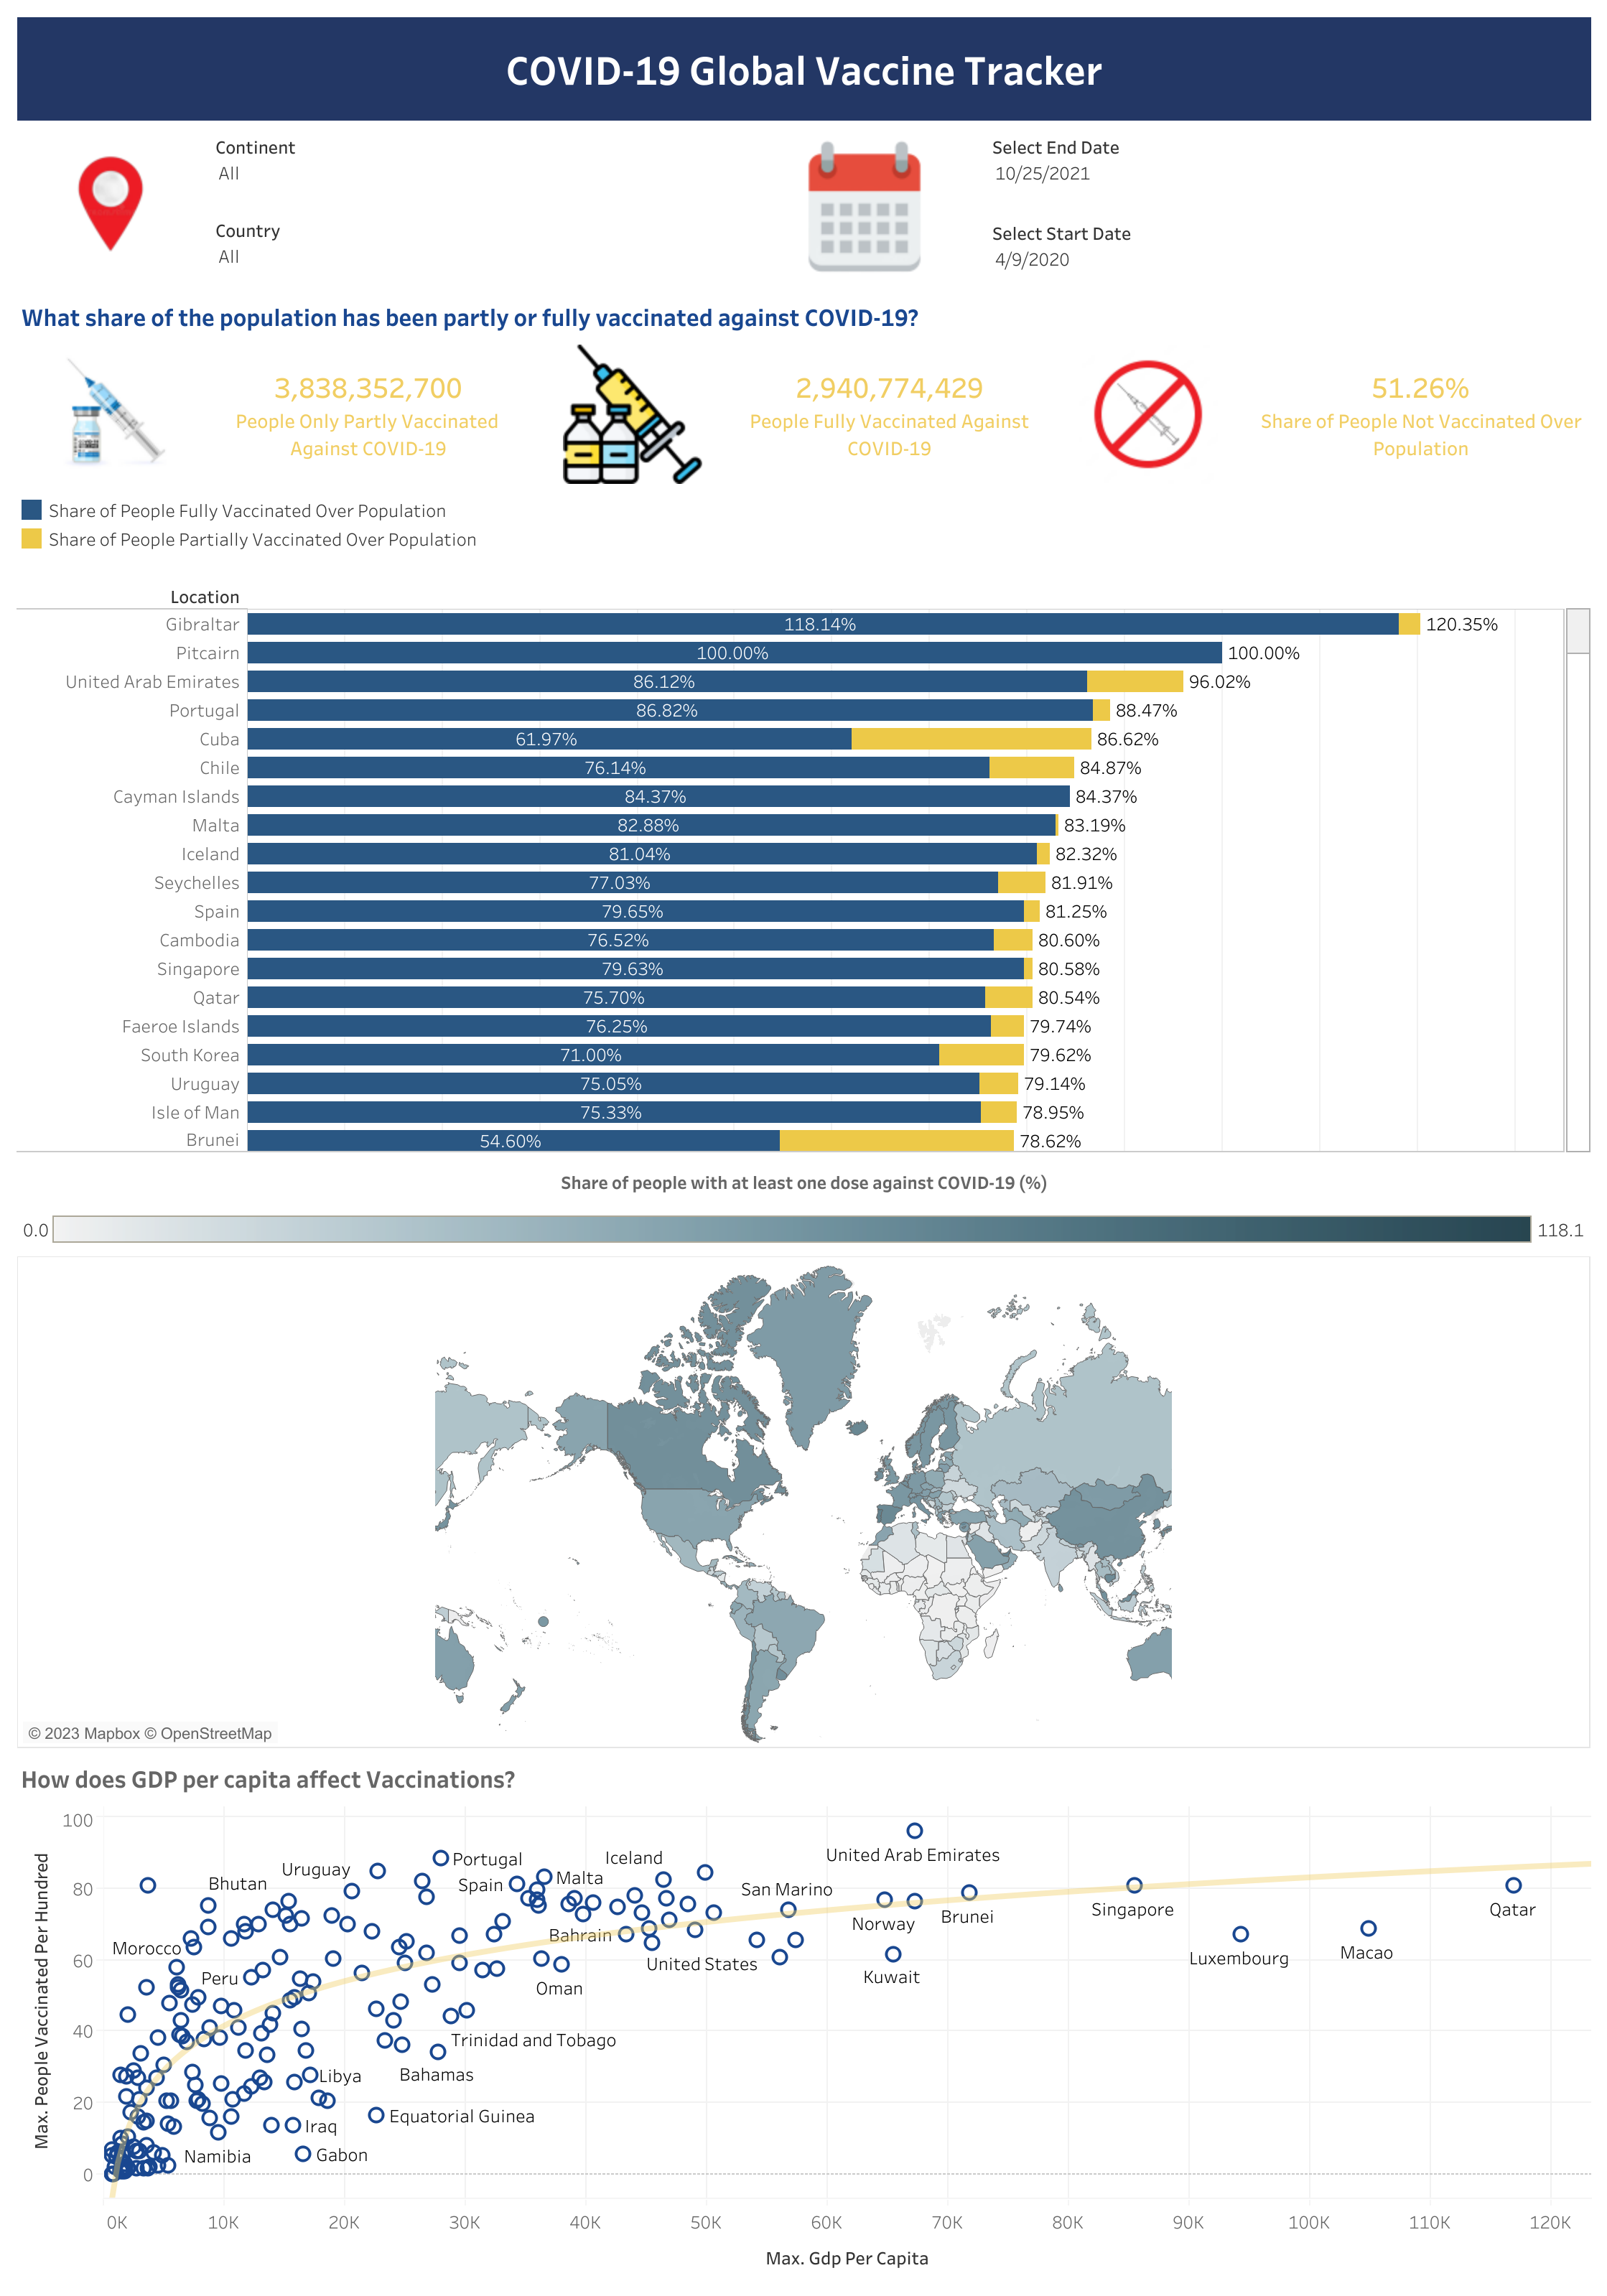 COVID-19 Global Vaccine Tracker
Continent
All
Country
All
Select End Date
10/25/2021
Select Start Date
4/9/2020
What share of the population has been partly or fully vaccinated against COVID-19?
3,838,352,700
People Only Partly Vaccinated
Against COVID-19
2,940,774,429
People Fully Vaccinated Against
COVID-19
51.26%
Share of People Not Vaccinated Over
Population
Share of People Fully Vaccinated Over Population
Share of People Partially Vaccinated Over Population
Location
Gibraltar 118.14% 120.35%
Pitcairn 100.00% 100.00%
United Arab Emirates 86.12% 96.02%
Portugal 86.82% 88.47%
Cuba 61.97% 86.62%
Chile 76.14% 84.87%
Cayman Islands 84.37% 84.37%
Malta 82.88% 83.19%
Iceland 81.04% 82.32%
Seychelles 77.03% 81.91%
Spain 79.65% 81.25%
Cambodia 76.52% 80.60%
Singapore 79.63% 80.58%
Qatar 75.70% 80.54%
Faeroe Islands 76.25% 79.74%
South Korea 71.00% 79.62%
Uruguay 75.05% 79.14%
Isle of Man 75.33% 78.95%
Brunei 54.60% 78.62%
Share of people with at least one dose against COVID-19 (%)
0.0 118.1
© 2023 Mapbox © OpenStreetMap
How does GDP per capita affect Vaccinations?
Max. People Vaccinated Per Hundred
100
80
60
40
20
0
Portugal
Iceland
United Arab Emirates
Uruguay
Bhutan
Spain
Malta
San Marino
Singapore
Qatar
Norway
Brunei
Morocco
Bahrain
United States
Kuwait
Luxembourg
Macao
Peru
Oman
Trinidad and Tobago
Bahamas
Libya
Equatorial Guinea
Iraq
Namibia
Gabon
0K 10K 20K 30K 40K 50K 60K 70K 80K 90K 100K 110K 120K
Max. Gdp Per Capita